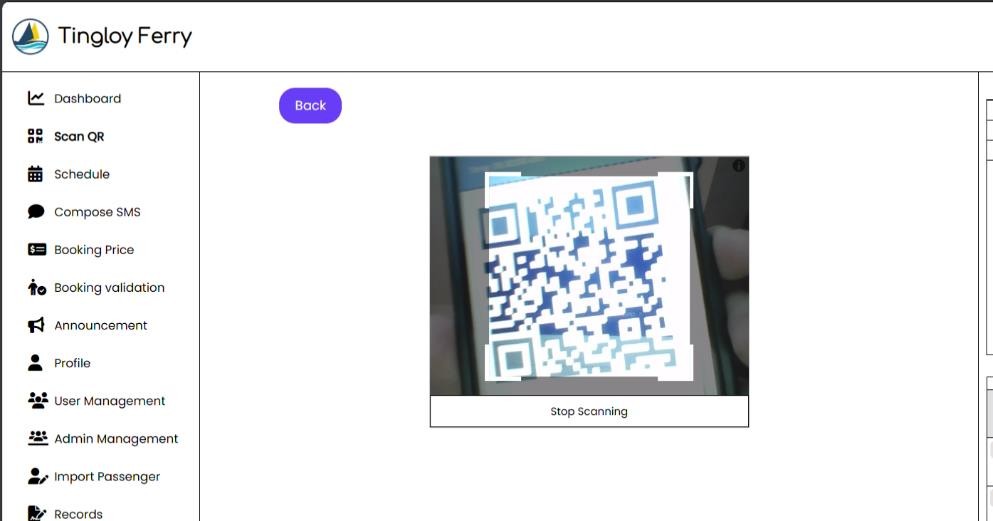 Tingloy Ferry
Dashboard
Scan QR
Schedule
Compose SMS
Booking Price
Booking validation
Announcement
Profile
User Management
Admin Management
Import Passenger
Records
Back
Stop Scanning